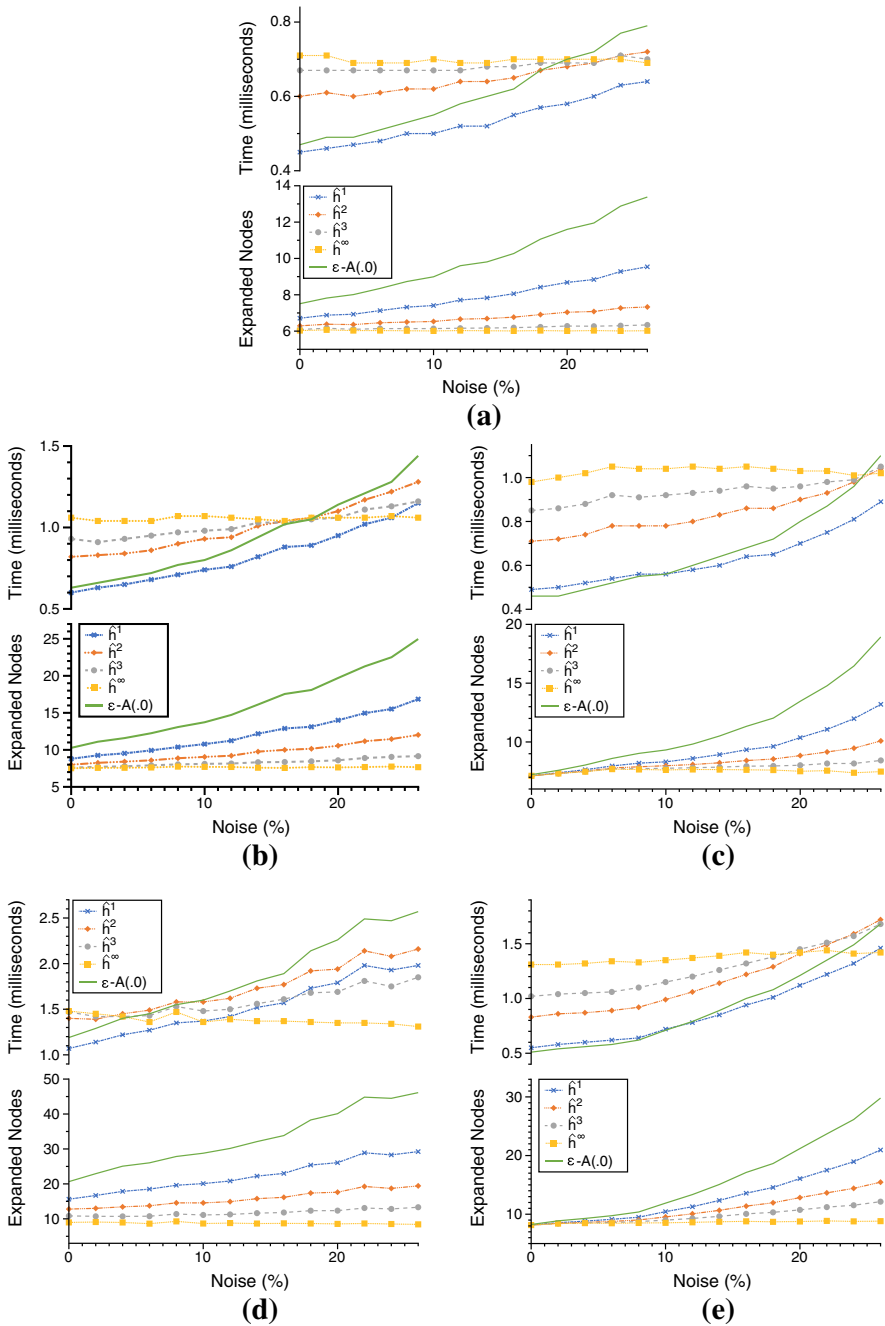 0.8
0.6
0.4
Time (milliseconds)
14
12
10
8
6
Expanded Nodes
ĥ¹
ĥ²
ĥ³
ĥ∞
ε-A(.0)
0 10 20
Noise (%)
(a)
1.5
1.0
0.5
Time (milliseconds)
25
20
15
10
5
Expanded Nodes
ĥ¹
ĥ²
ĥ³
ĥ∞
ε-A(.0)
0 10 20
Noise (%)
(b)
1.0
0.8
0.6
0.4
Time (milliseconds)
20
10
Expanded Nodes
ĥ¹
ĥ²
ĥ³
ĥ∞
ε-A(.0)
0 10 20
Noise (%)
(c)
2.5
2.0
1.5
1.0
Time (milliseconds)
ĥ¹
ĥ²
ĥ³
ĥ∞
ε-A(.0)
50
40
30
20
10
Expanded Nodes
0 10 20
Noise (%)
(d)
1.5
1.0
0.5
Time (milliseconds)
30
20
10
Expanded Nodes
ĥ¹
ĥ²
ĥ³
ĥ∞
ε-A(.0)
0 10 20
Noise (%)
(e)